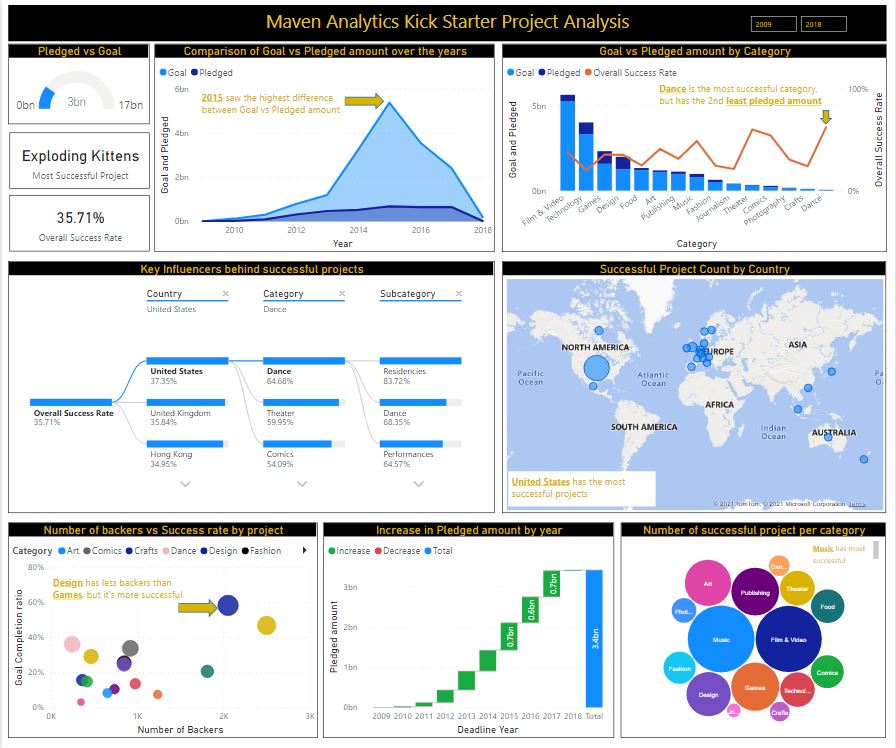 Maven Analytics Kick Starter Project Analysis
2009
2018
Pledged vs Goal
0bn
3bn
17bn
Exploding Kittens
Most Successful Project
35.71%
Overall Success Rate
Comparison of Goal vs Pledged amount over the years
Goal Pledged
2015 saw the highest difference
between Goal vs Pledged amount
Goal and Pledged
6bn
4bn
2bn
0bn
2010 2012 2014 2016 2018
Year
Goal vs Pledged amount by Category
Goal Pledged Overall Success Rate
Dance is the most successful category,
but has the 2nd least pledged amount
Goal and Pledged
5bn
0bn
100%
0%
Overall Success Rate
Film & Video
Technology
Games
Design
Food
Art
Publishing
Music
Fashion
Journalism
Theater
Comics
Photography
Crafts
Dance
Category
Key Influencers behind successful projects
Country
United States
Category
Dance
Subcategory
Overall Success Rate
35.71%
United States
37.35%
United Kingdom
35.84%
Hong Kong
34.95%
Dance
64.68%
Theater
59.95%
Comics
54.09%
Residencies
83.72%
Dance
68.35%
Performances
64.57%
Successful Project Count by Country
NORTH AMERICA
EUROPE
ASIA
Pacific
Ocean
Atlantic
Ocean
Pa
AFRICA
SOUTH AMERICA
Indian
Ocean
AUSTRALIA
United States has the most
successful projects
© 2021 TomTom, © 2021 Microsoft Corporation Terms
Number of backers vs Success rate by project
Category Art Comics Crafts Dance Design Fashion
Design has less backers than
Games, but it's more successful
Goal Completion ratio
80%
60%
40%
20%
0%
0K 1K 2K 3K
Number of Backers
Increase in Pledged amount by year
Increase Decrease Total
Pledged amount
3bn
2bn
1bn
0bn
0.7bn
0.6bn
0.7bn
3.4bn
2009 2010 2011 2012 2013 2014 2015 2016 2017 2018 Total
Deadline Year
Number of successful project per category
Music has most
successful
Dan...
Art
Publishing
Theater
Phot...
Food
Music
Film & Video
Fashion
Comics
Design
Games
Technol...
Jo...
Crafts